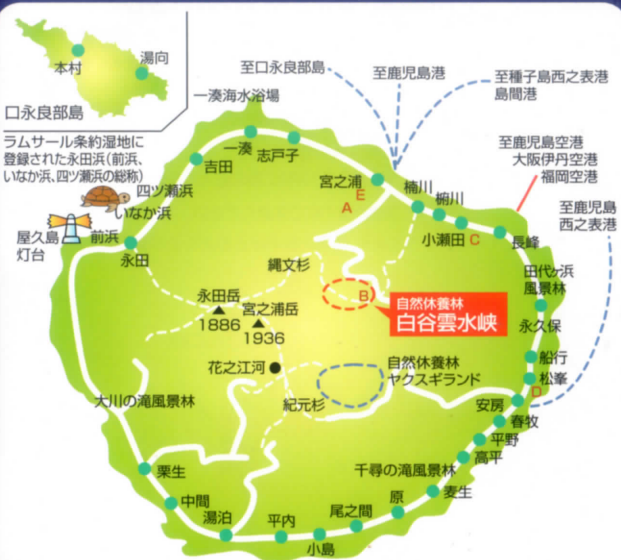 本村
湯向
口永良部島
至口永良部島
至鹿児島港
至種子島西之表港
島間港
一湊海水浴場
ラムサール条約湿地に
登録された永田浜(前浜、
いなか浜、四ツ瀬浜の総称)
至鹿児島空港
大阪伊丹空港
福岡空港
一湊
志戸子
吉田
宮之浦
E
A
楠川
椨川
小瀬田
C
長峰
至鹿児島
西之表港
四ツ瀬浜
いなか浜
屋久島
灯台
前浜
永田
縄文杉
田代ヶ浜
風景林
永田岳
1886
宮之浦岳
1936
B
自然休養林
白谷雲水峡
永久保
花之江河
自然休養林
ヤクスギランド
船行
松峯
D
大川の滝風景林
紀元杉
安房
春牧
平野
高平
千尋の滝風景林
栗生
中間
湯泊
平内
小島
尾之間
原
麦生